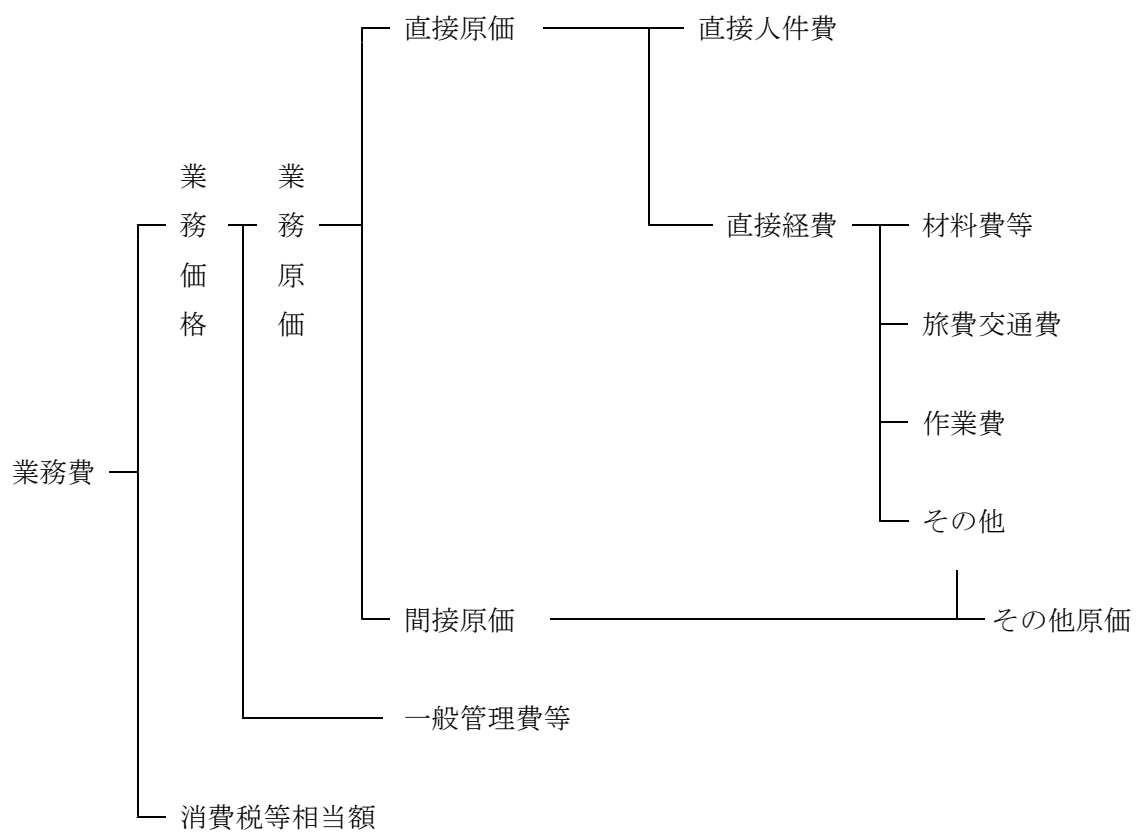 直接原価
直接人件費
業務価格
業務原価
直接経費
材料費等
旅費交通費
作業費
業務費
その他
間接原価
その他原価
一般管理費等
消費税等相当額